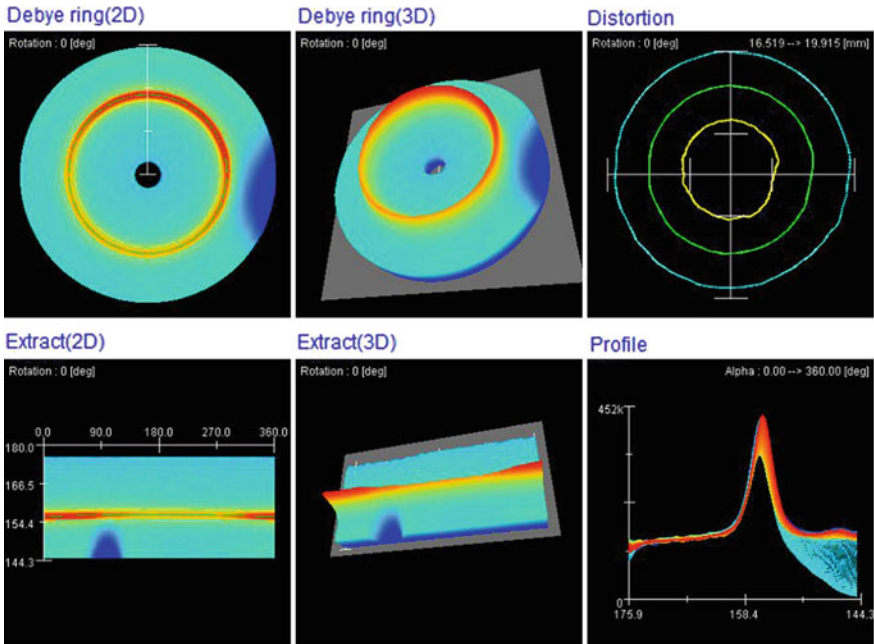 Debye ring(2D)
Rotation : 0 [deg]
Debye ring(3D)
Rotation : 0 [deg]
Distortion
Rotation : 0 [deg]
16.519 --> 19.915 [mm]
Extract(2D)
Rotation : 0 [deg]
0.0 90.0 180.0 270.0 360.0
180.0
166.5
154.4
144.3
Extract(3D)
Rotation : 0 [deg]
Profile
Alpha : 0.00 --> 360.00 [deg]
452k
0
175.9 158.4 144.3